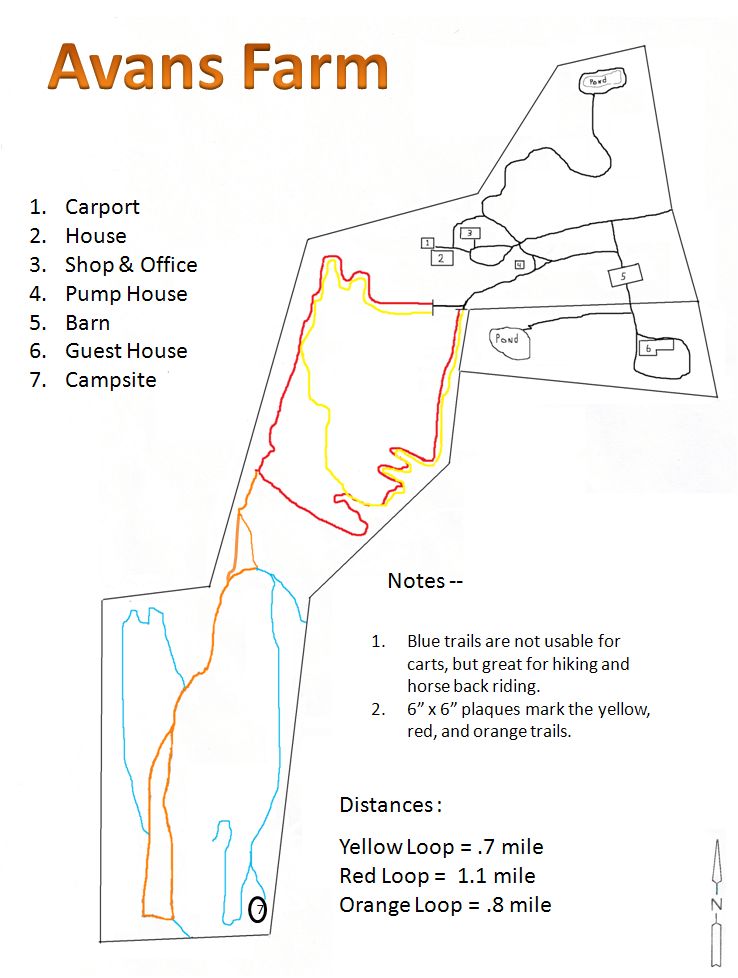 Avans Farm
Pond
1. Carport
2. House
3. Shop & Office
4. Pump House
5. Barn
6. Guest House
7. Campsite
3
1
2
4
5
Pond
6
Notes --
1. Blue trails are not usable for
carts, but great for hiking and
horse back riding.
2. 6” x 6” plaques mark the yellow,
red, and orange trails.
Distances :
Yellow Loop = .7 mile
Red Loop = 1.1 mile
Orange Loop = .8 mile
7
N